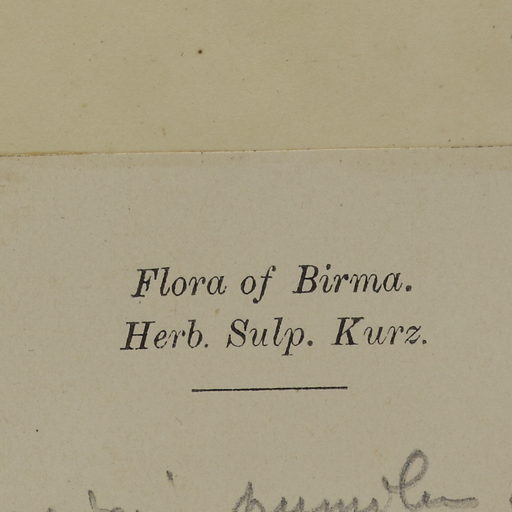 Flora of Birma.
Herb. Sulp. Kurz.